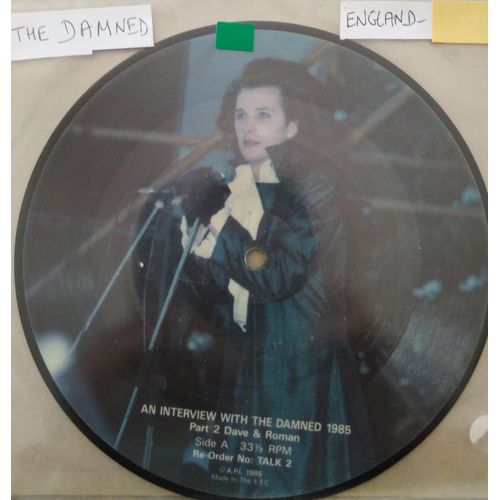 THE DAMNED
ENGLAND-
AN INTERVIEW WITH THE DAMNED 1985
Part 2 Dave & Roman
Side A 33⅓ RPM
Re-Order No: TALK 2
© A.P.I. 1986
Made In The E.E.C.